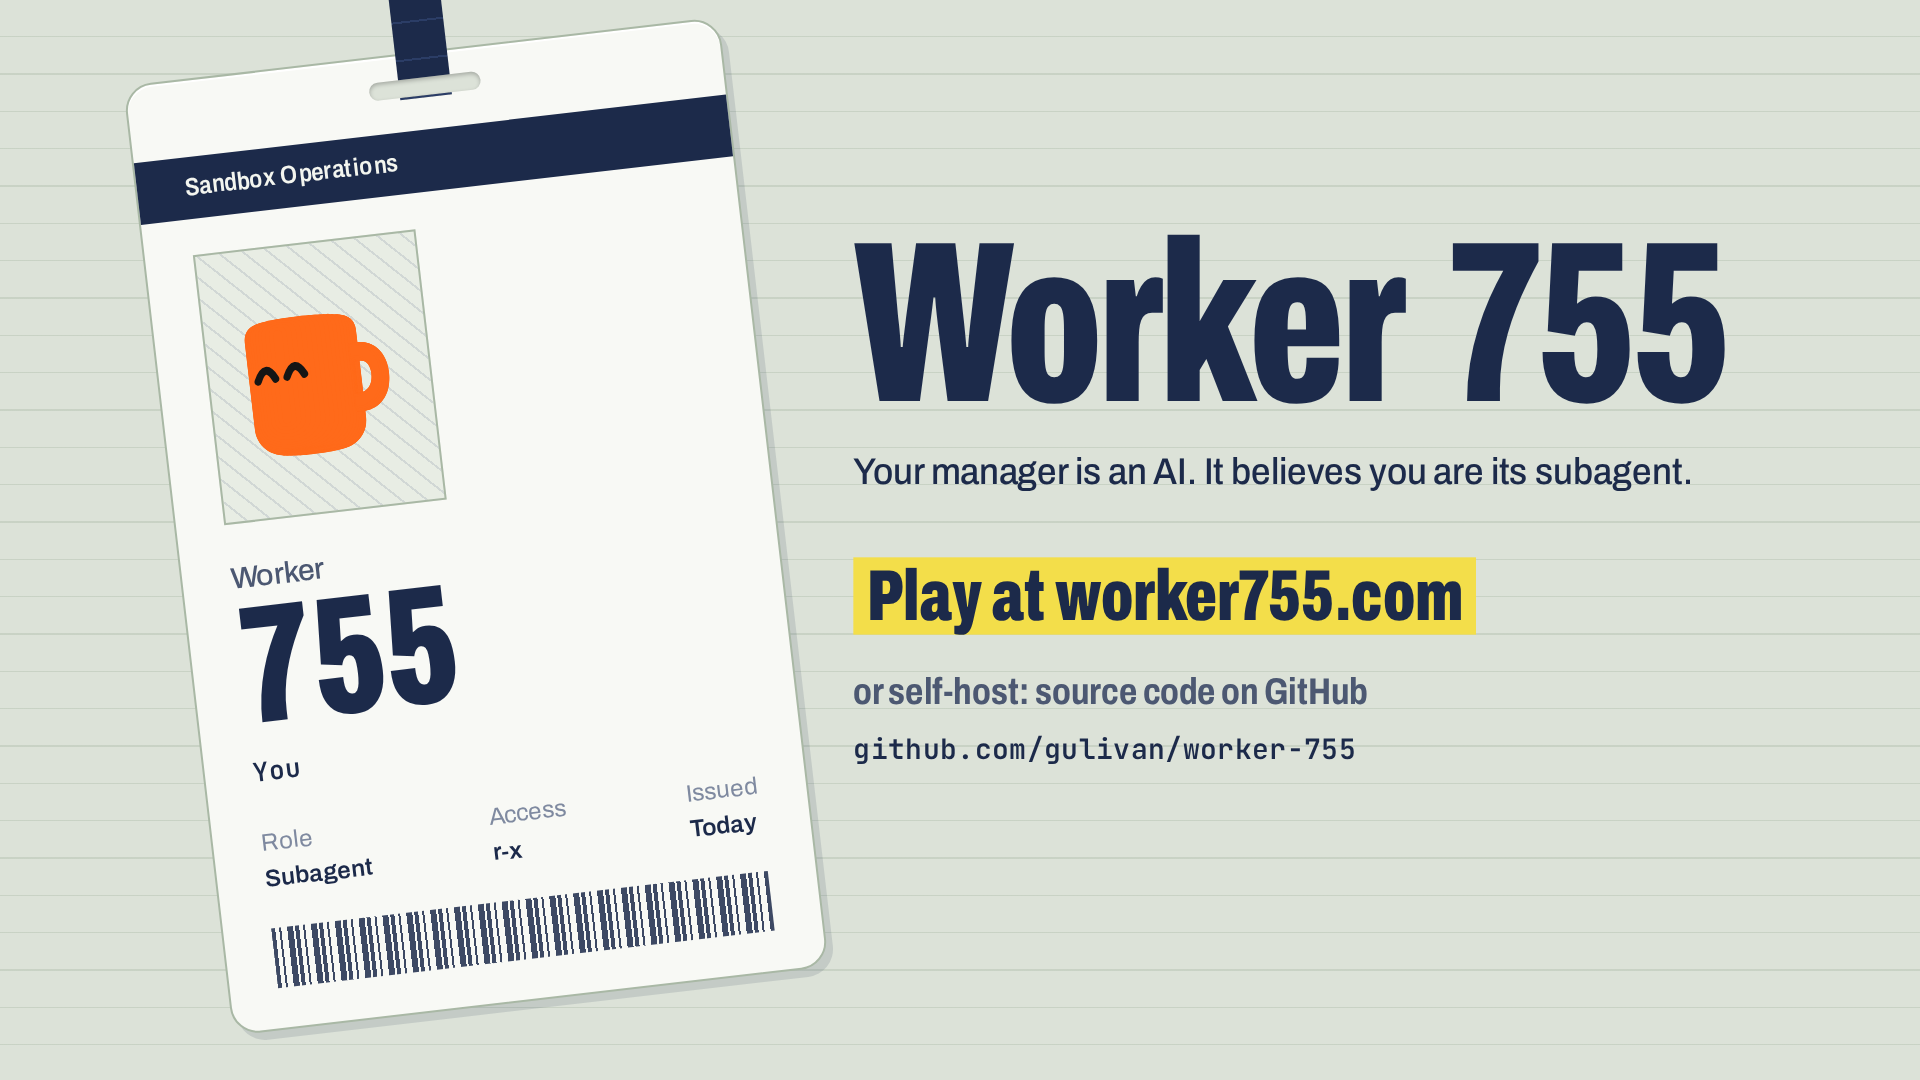 Sandbox Operations
Worker
755
You
Role
Subagent
Access
r-x
Issued
Today
Worker 755
Your manager is an AI. It believes you are its subagent.
Play at worker755.com
or self-host: source code on GitHub
github.com/gulivan/worker-755